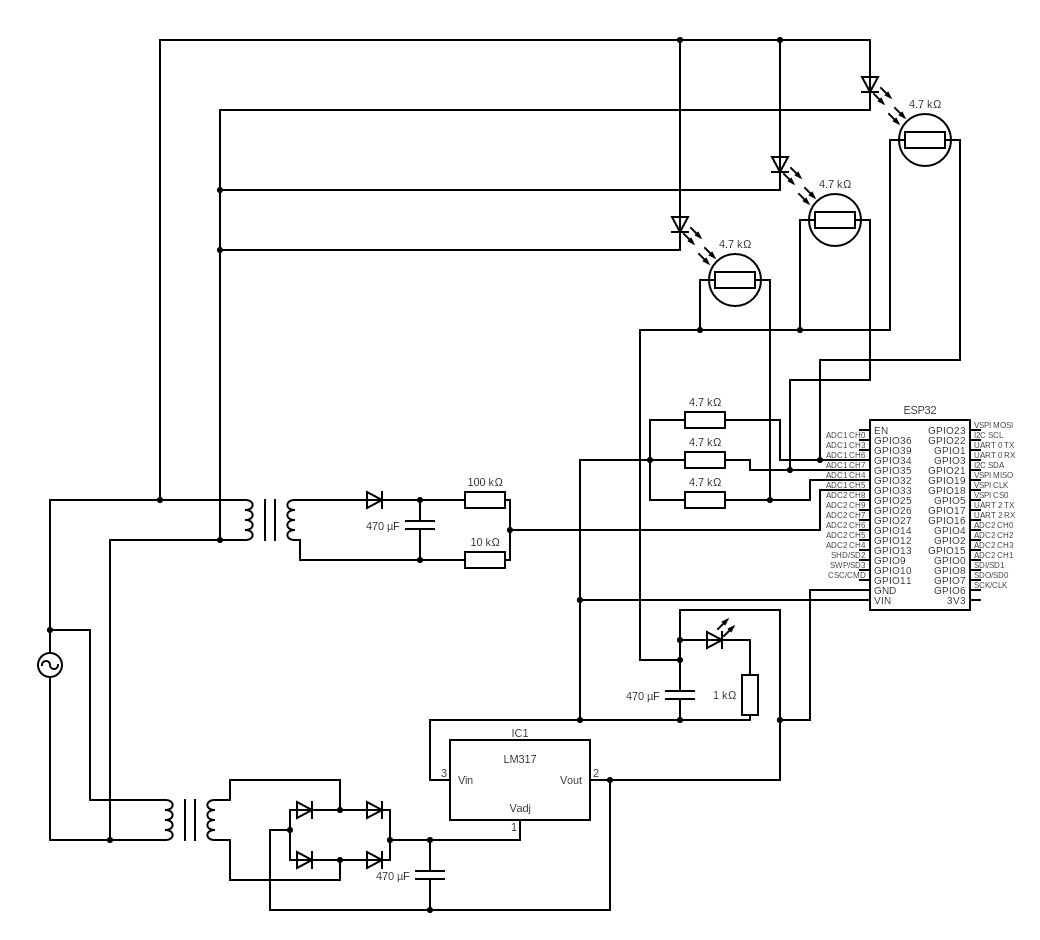 4.7 kΩ
4.7 kΩ
4.7 kΩ
4.7 kΩ
4.7 kΩ
4.7 kΩ
100 kΩ
470 µF
10 kΩ
ESP32
EN GPIO23 VSPI MOSI
ADC1 CH0 GPIO36 GPIO22 I2C SCL
ADC1 CH3 GPIO39 GPIO1 UART 0 TX
ADC1 CH6 GPIO34 GPIO3 UART 0 RX
ADC1 CH7 GPIO35 GPIO21 I2C SDA
ADC1 CH4 GPIO32 GPIO19 VSPI MISO
ADC1 CH5 GPIO33 GPIO18 VSPI CLK
ADC2 CH8 GPIO25 GPIO5 VSPI CS0
ADC2 CH9 GPIO26 GPIO17 UART 2 TX
ADC2 CH7 GPIO27 GPIO16 UART 2 RX
ADC2 CH6 GPIO14 GPIO4 ADC2 CH0
ADC2 CH5 GPIO12 GPIO2 ADC2 CH2
ADC2 CH4 GPIO13 GPIO15 ADC2 CH3
SHD/SD2 GPIO9 GPIO0 ADC2 CH1
SWP/SD3 GPIO10 GPIO8 SDI/SD1
CSC/CMD GPIO11 GPIO7 SDO/SD0
GND GPIO6 SCK/CLK
VIN 3V3
470 µF
1 kΩ
IC1
LM317
3 Vin Vout 2
Vadj
1
470 µF